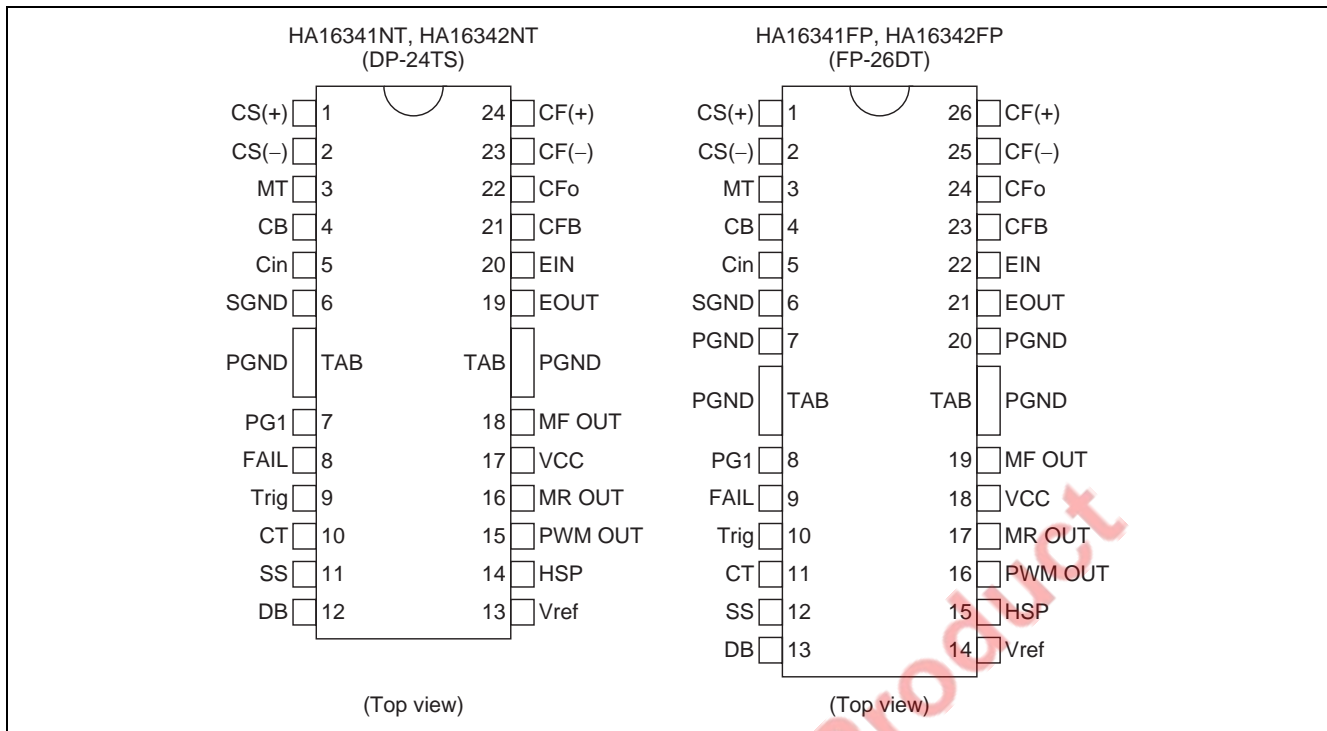 HA16341NT, HA16342NT
(DP-24TS)
CS(+) 1 24 CF(+)
CS(−) 2 23 CF(−)
MT 3 22 CFo
CB 4 21 CFB
Cin 5 20 EIN
SGND 6 19 EOUT
PGND TAB TAB PGND
PG1 7 18 MF OUT
FAIL 8 17 VCC
Trig 9 16 MR OUT
CT 10 15 PWM OUT
SS 11 14 HSP
DB 12 13 Vref
(Top view)
HA16341FP, HA16342FP
(FP-26DT)
CS(+) 1 26 CF(+)
CS(−) 2 25 CF(−)
MT 3 24 CFo
CB 4 23 CFB
Cin 5 22 EIN
SGND 6 21 EOUT
PGND 7 20 PGND
PGND TAB TAB PGND
PG1 8 19 MF OUT
FAIL 9 18 VCC
Trig 10 17 MR OUT
CT 11 16 PWM OUT
SS 12 15 HSP
DB 13 14 Vref
(Top view)
Product